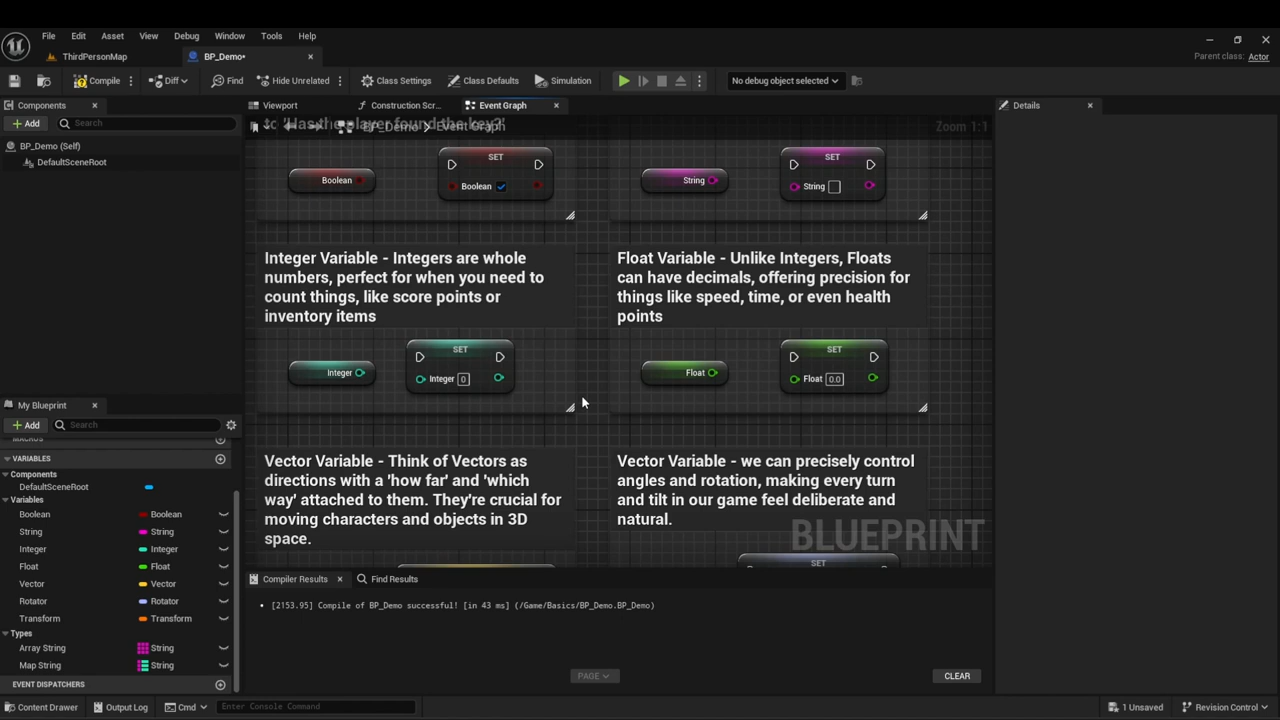 File Edit Asset View Debug Window Tools Help
ThirdPersonMap BP_Demo•
Parent class: Actor
Compile Diff Find Hide Unrelated Class Settings Class Defaults Simulation No debug object selected
Components
Add Search
BP_Demo (Self)
DefaultSceneRoot
Viewport Construction Scr... Event Graph
to 'Has the player found the key?'
BP_Demo > Event Graph
Zoom 1:1
Boolean
SET
Boolean
String
SET
String
Integer Variable - Integers are whole
numbers, perfect for when you need to
count things, like score points or
inventory items
Integer
SET
Integer 0
Float Variable - Unlike Integers, Floats
can have decimals, offering precision for
things like speed, time, or even health
points
Float
SET
Float 0.0
Vector Variable - Think of Vectors as
directions with a 'how far' and 'which
way' attached to them. They're crucial for
moving characters and objects in 3D
space.
Vector Variable - we can precisely control
angles and rotation, making every turn
and tilt in our game feel deliberate and
natural.
SET
BLUEPRINT
Details
My Blueprint
Add Search
MACROS
VARIABLES
Components
DefaultSceneRoot
Variables
Boolean Boolean
String String
Integer Integer
Float Float
Vector Vector
Rotator Rotator
Transform Transform
Types
Array String String
Map String String
EVENT DISPATCHERS
Compiler Results Find Results
• [2153.95] Compile of BP_Demo successful! [in 43 ms] (/Game/Basics/BP_Demo.BP_Demo)
PAGE
CLEAR
Content Drawer Output Log Cmd Enter Console Command 1 Unsaved Revision Control